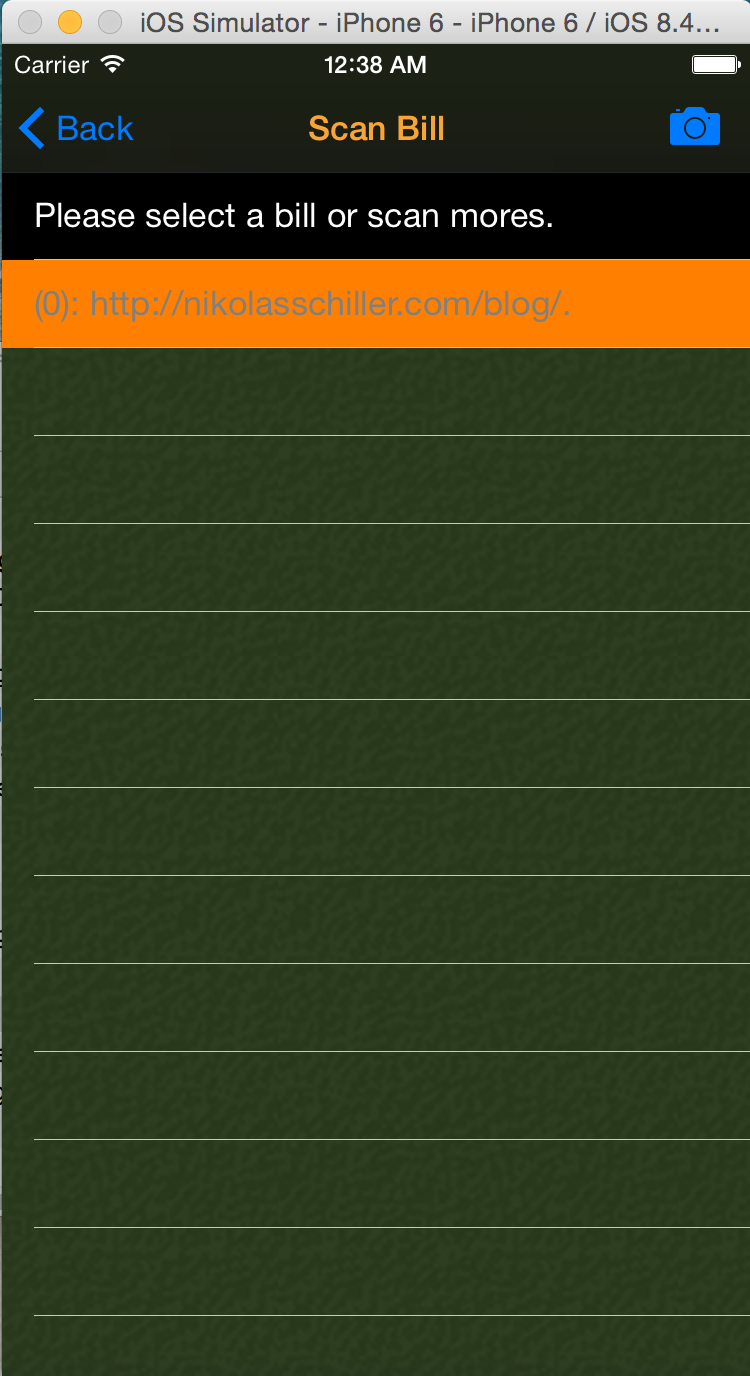 iOS Simulator - iPhone 6 - iPhone 6 / iOS 8.4...
Carrier 12:38 AM
Back Scan Bill
Please select a bill or scan mores.
(0): http://nikolasschiller.com/blog/.